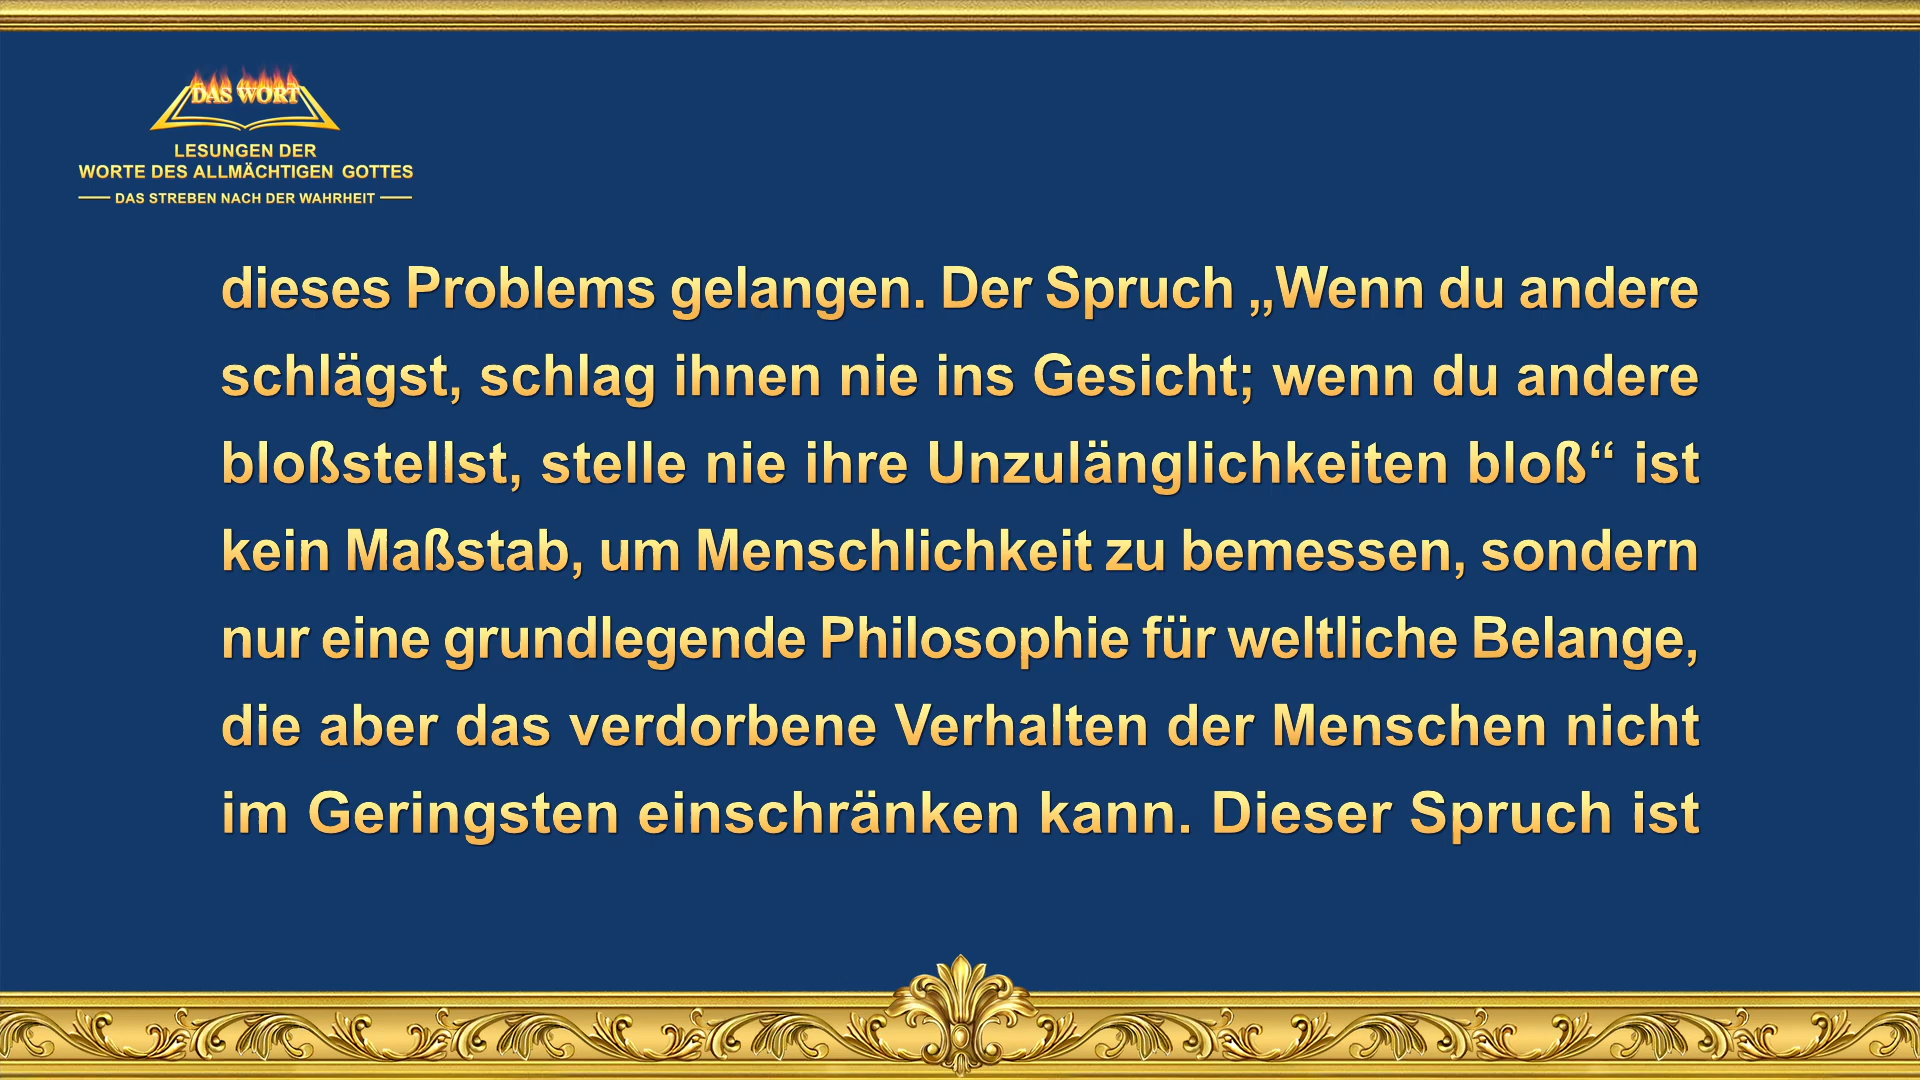 DAS WORT
LESUNGEN DER
WORTE DES ALLMÄCHTIGEN GOTTES
DAS STREBEN NACH DER WAHRHEIT
dieses Problems gelangen. Der Spruch „Wenn du andere
schlägst, schlag ihnen nie ins Gesicht; wenn du andere
bloßstellst, stelle nie ihre Unzulänglichkeiten bloß“ ist
kein Maßstab, um Menschlichkeit zu bemessen, sondern
nur eine grundlegende Philosophie für weltliche Belange,
die aber das verdorbene Verhalten der Menschen nicht
im Geringsten einschränken kann. Dieser Spruch ist